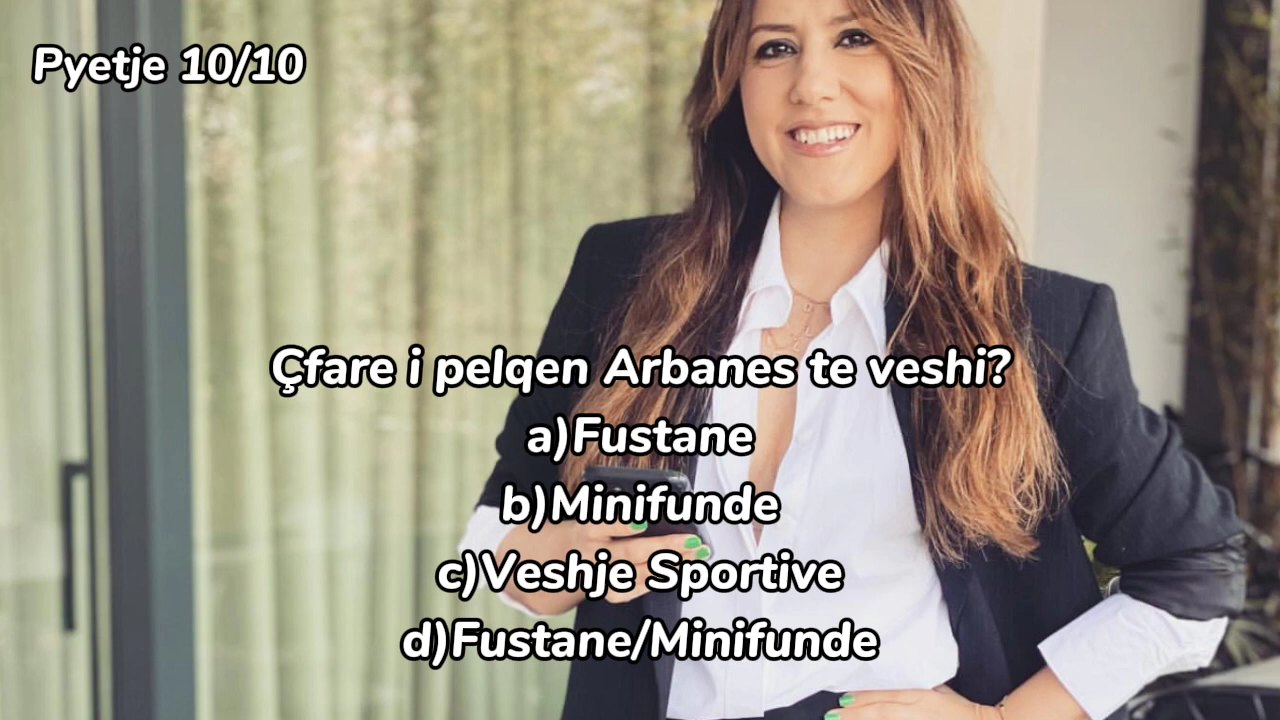 Pyetje 10/10
Çfare i pelqen Arbanes te veshi?
a)Fustane
b)Minifunde
c)Veshje Sportive
d)Fustane/Minifunde